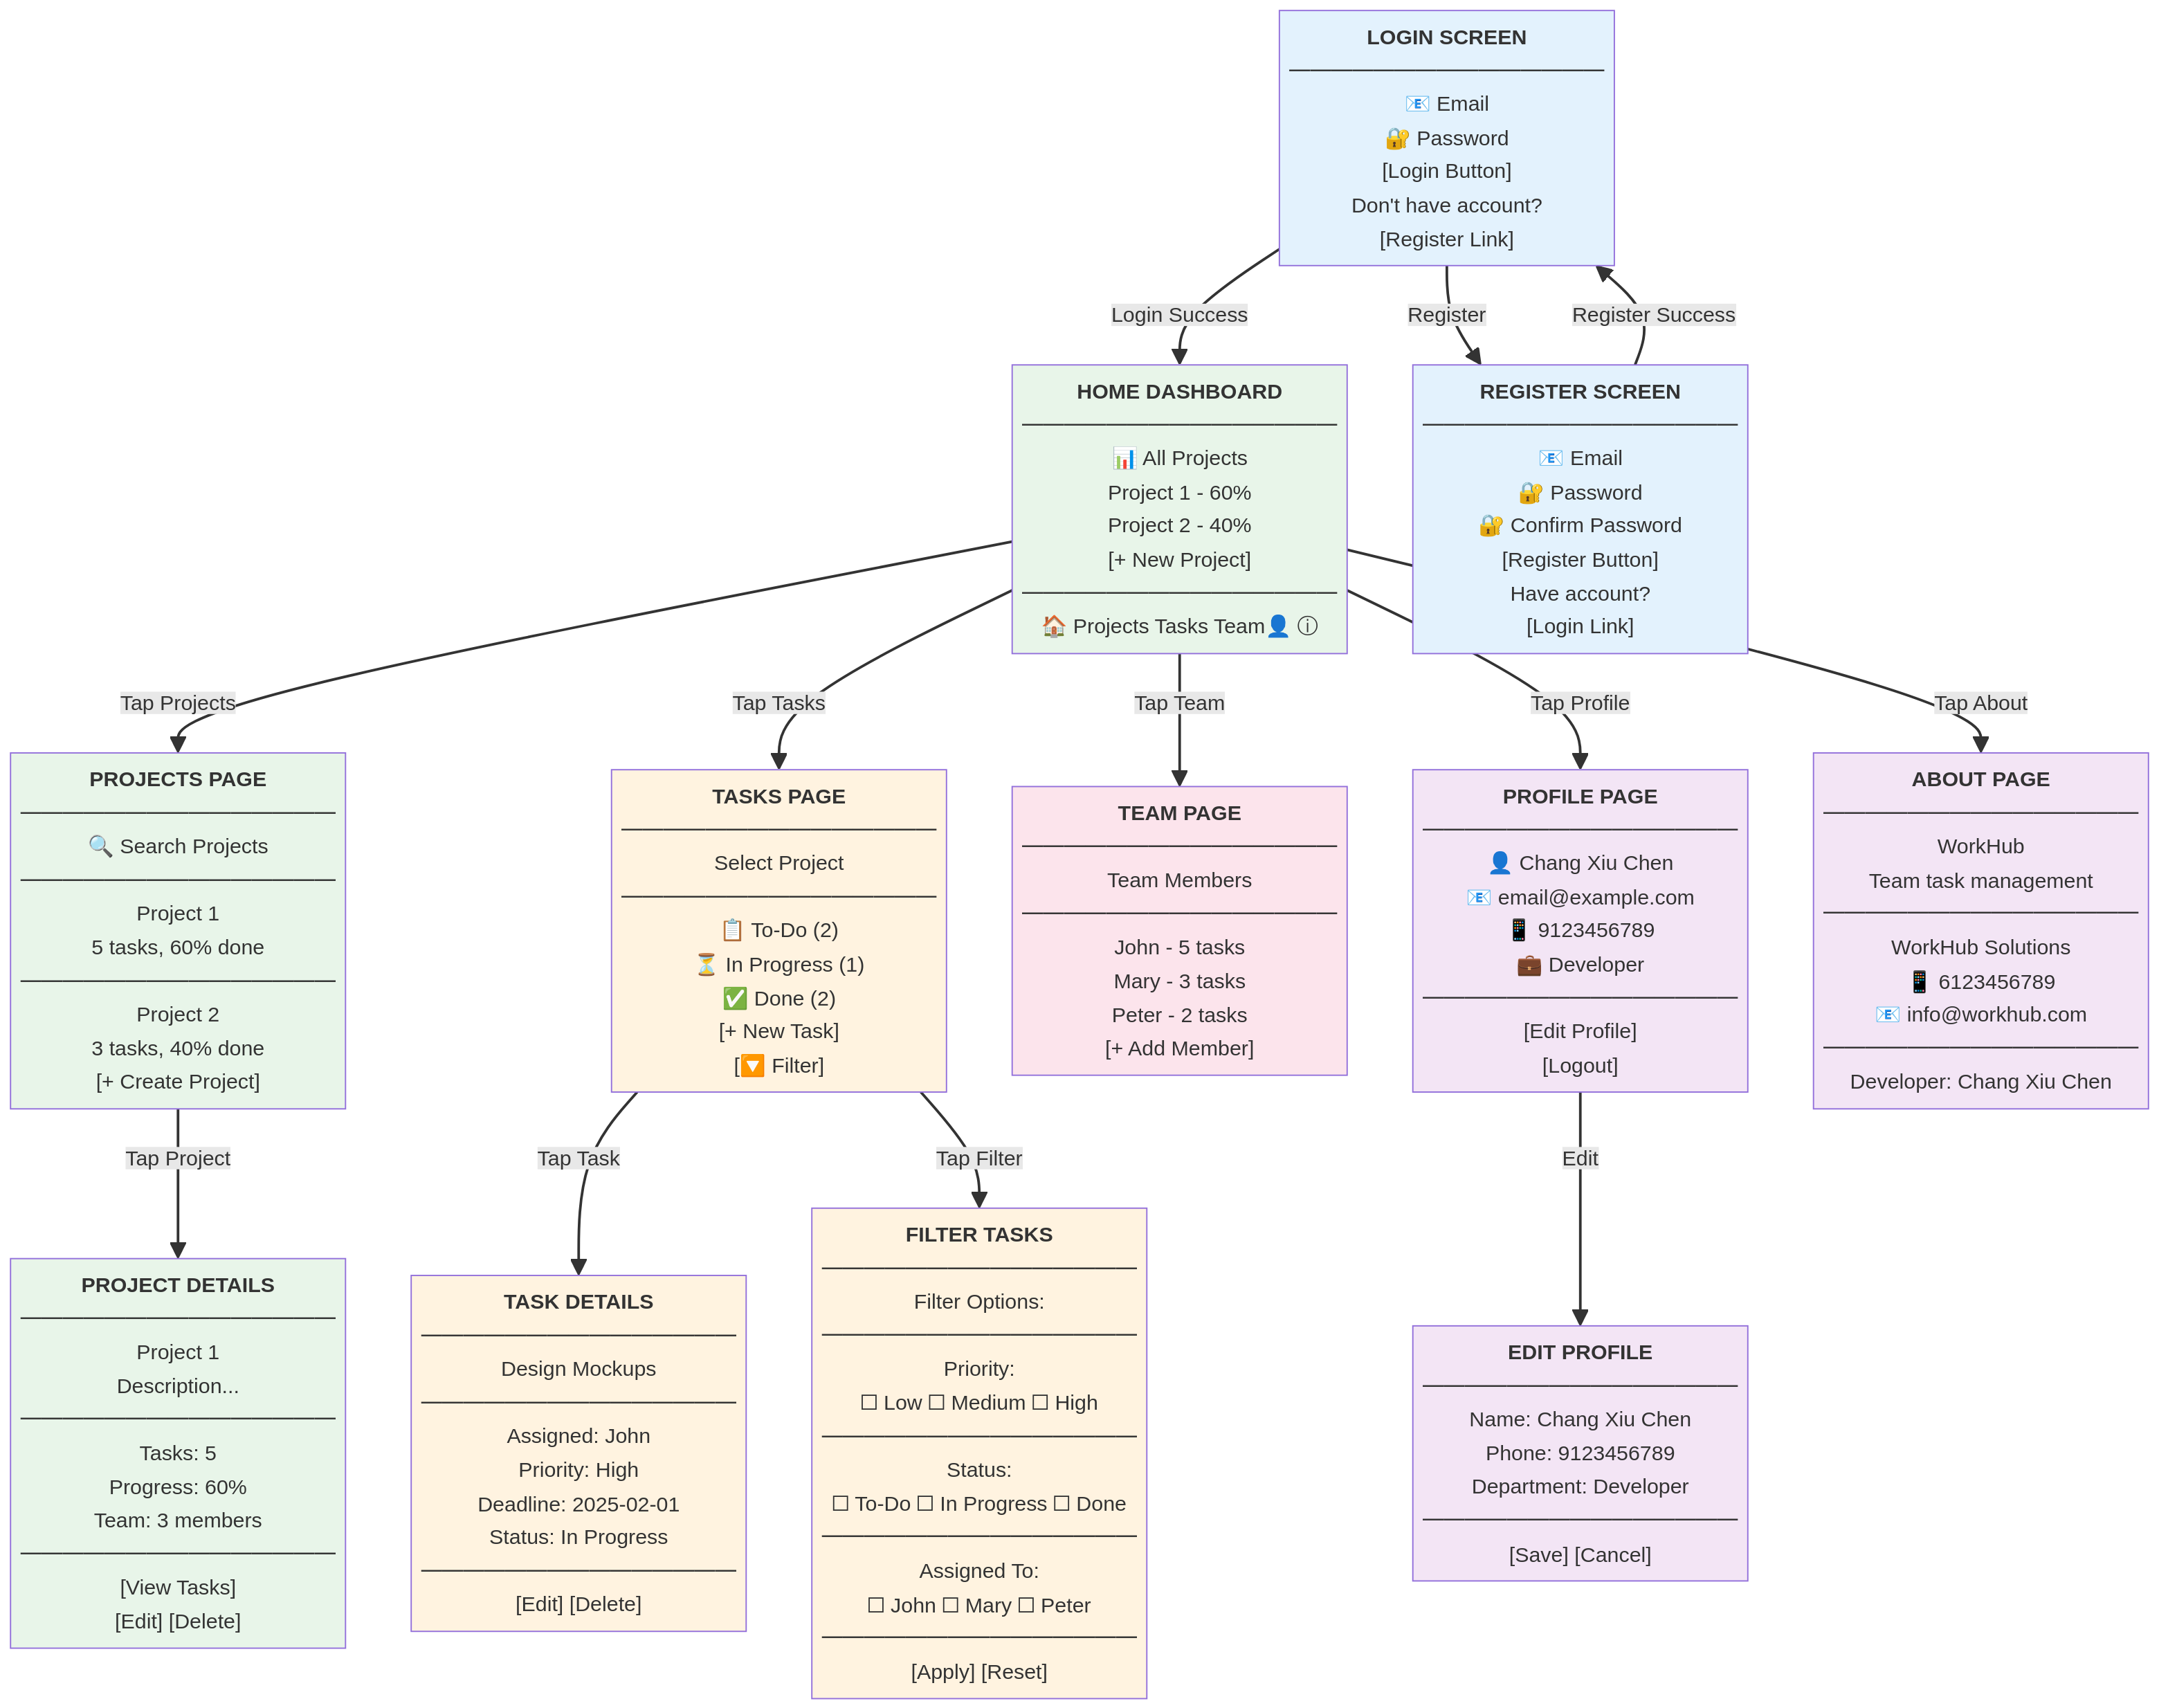 LOGIN SCREEN
📧 Email
🔐 Password
[Login Button]
Don't have account?
[Register Link]
Login Success
Register
Register Success
HOME DASHBOARD
📊 All Projects
Project 1 - 60%
Project 2 - 40%
[+ New Project]
🏠 Projects Tasks Team👤 ⓘ
REGISTER SCREEN
📧 Email
🔐 Password
🔐 Confirm Password
[Register Button]
Have account?
[Login Link]
Tap Projects
Tap Tasks
Tap Team
Tap Profile
Tap About
PROJECTS PAGE
🔍 Search Projects
Project 1
5 tasks, 60% done
Project 2
3 tasks, 40% done
[+ Create Project]
TASKS PAGE
Select Project
📋 To-Do (2)
⏳ In Progress (1)
✅ Done (2)
[+ New Task]
[🔽 Filter]
TEAM PAGE
Team Members
John - 5 tasks
Mary - 3 tasks
Peter - 2 tasks
[+ Add Member]
PROFILE PAGE
👤 Chang Xiu Chen
📧 email@example.com
📱 9123456789
💼 Developer
[Edit Profile]
[Logout]
ABOUT PAGE
WorkHub
Team task management
WorkHub Solutions
📱 6123456789
📧 info@workhub.com
Developer: Chang Xiu Chen
Tap Project
Tap Task
Tap Filter
Edit
PROJECT DETAILS
Project 1
Description...
Tasks: 5
Progress: 60%
Team: 3 members
[View Tasks]
[Edit] [Delete]
TASK DETAILS
Design Mockups
Assigned: John
Priority: High
Deadline: 2025-02-01
Status: In Progress
[Edit] [Delete]
FILTER TASKS
Filter Options:
Priority:
☐ Low ☐ Medium ☐ High
Status:
☐ To-Do ☐ In Progress ☐ Done
Assigned To:
☐ John ☐ Mary ☐ Peter
[Apply] [Reset]
EDIT PROFILE
Name: Chang Xiu Chen
Phone: 9123456789
Department: Developer
[Save] [Cancel]